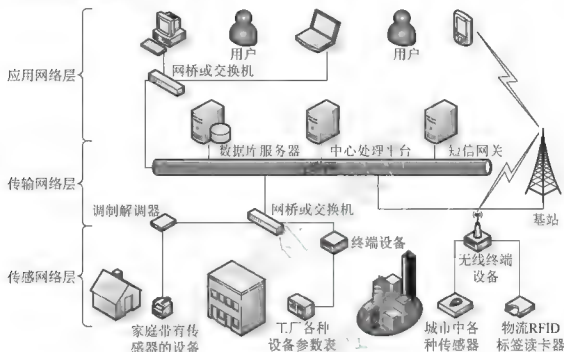 用户
用户
应用网络层
网桥或交换机
数据片服务器
中心处理平台
短信网关
传输网络层
调制解调器
网桥或交换机
基站
终端设备
无线终端
设备
传感网络层
家庭带有传
感器的设备
工厂各种
设备参数表
城市中各
种传感器
物流RFID
标签读卡器